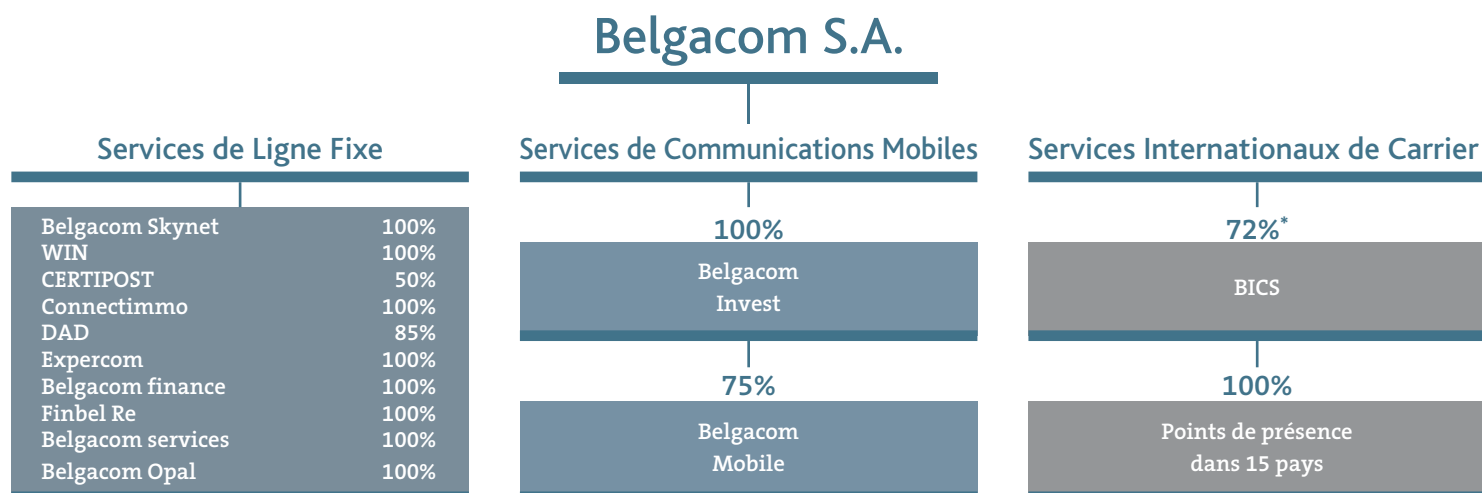 Belgacom S.A.
Services de Ligne Fixe
Belgacom Skynet 100%
WIN 100%
CERTIPOST 50%
Connectimmo 100%
DAD 85%
Expercom 100%
Belgacom finance 100%
Finbel Re 100%
Belgacom services 100%
Belgacom Opal 100%
Services de Communications Mobiles
100%
Belgacom
Invest
75%
Belgacom
Mobile
Services Internationaux de Carrier
72%*
BICS
100%
Points de présence
dans 15 pays